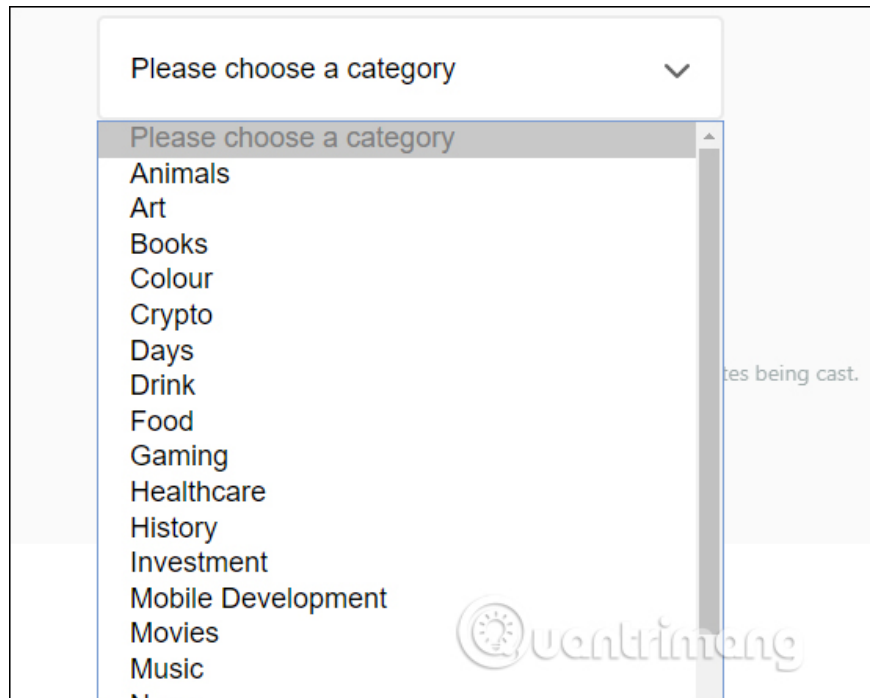 Please choose a category
Please choose a category
Animals
Art
Books
Colour
Crypto
Days
Drink
tes being cast.
Food
Gaming
Healthcare
History
Investment
Mobile Development
Movies
Quantrimang
Music